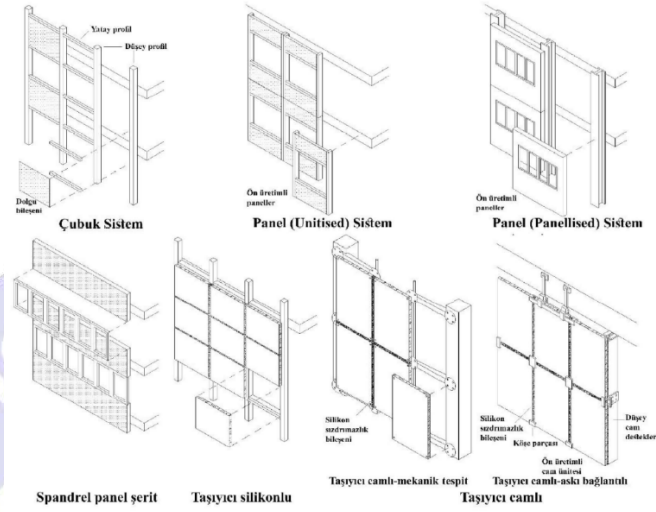 Yatay profil
Düşey profil
Dolgu
bileşeni
Çubuk Sistem
Ön üretimli
paneller
Panel (Unitised) Sistem
Ön üretimli
paneller
Panel (Panellised) Sistem
Spandrel panel şerit
Taşıyıcı silikonlu
Silikon
sızdırmazlık
bileşeni
Taşıyıcı camlı-mekanik tespit
Silikon
sızdırmazlık
bileşeni
Köşe parçası
Ön üretimli
cam ünitesi
Düşey
cam
destekler
Taşıyıcı camlı-askı bağlantılı
Taşıyıcı camlı